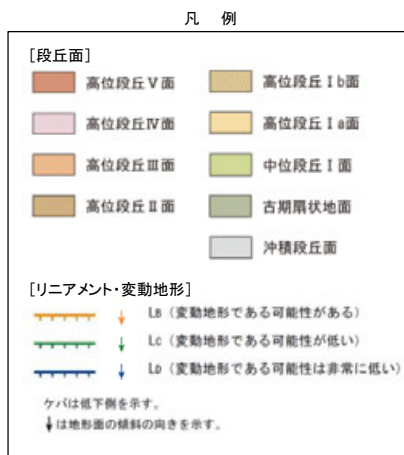 凡 例
[段丘面]
高位段丘Ⅴ面
高位段丘Ⅳ面
高位段丘Ⅲ面
高位段丘Ⅱ面
高位段丘Ⅰb面
高位段丘Ⅰa面
中位段丘Ⅰ面
古期扇状地面
沖積段丘面
[リニアメント・変動地形]
LB (変動地形である可能性がある)
LC (変動地形である可能性が低い)
LD (変動地形である可能性は非常に低い)
ケバは低下側を示す。
↓は地形面の傾斜の向きを示す。